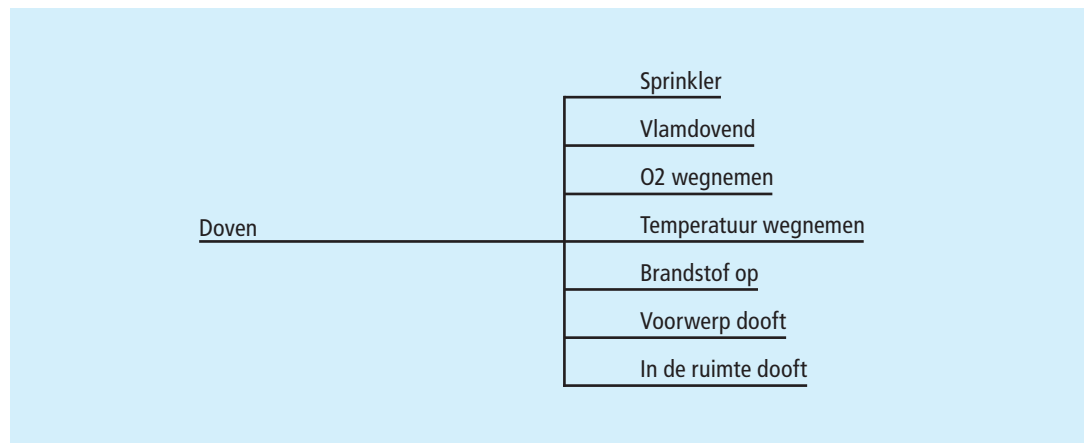 Sprinkler
Vlamdovend
O2 wegnemen
Doven
Temperatuur wegnemen
Brandstof op
Voorwerp dooft
In de ruimte dooft